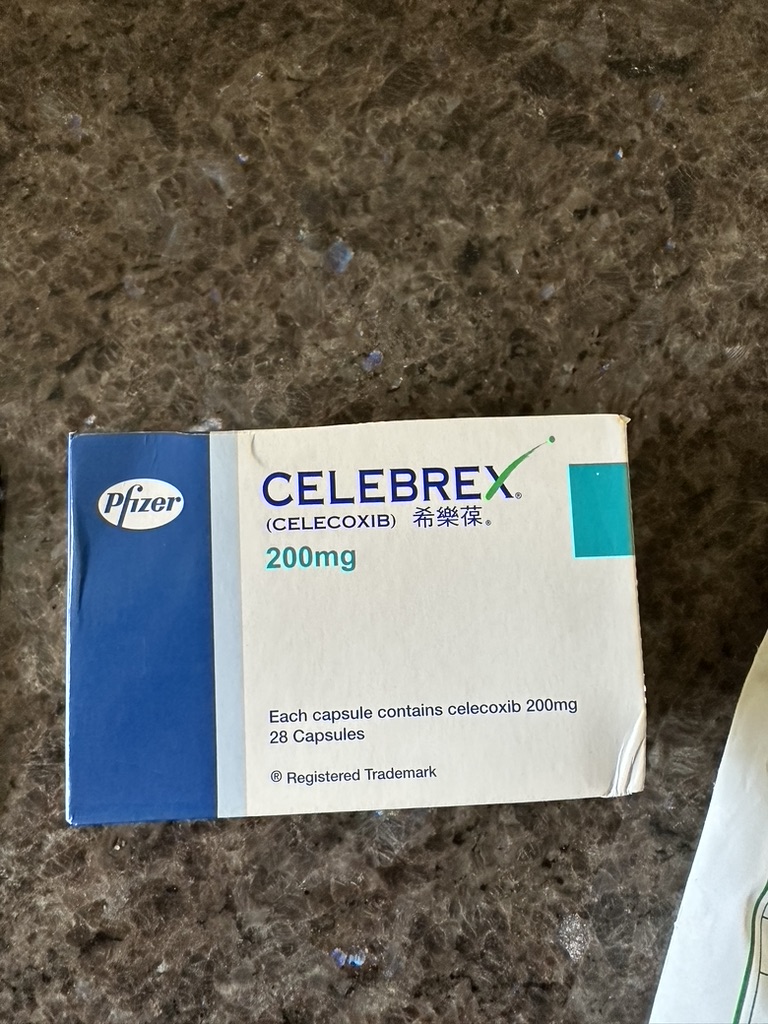 Pfizer
CELEBREX®
(CELECOXIB) 希樂葆®
200mg
Each capsule contains celecoxib 200mg
28 Capsules
® Registered Trademark